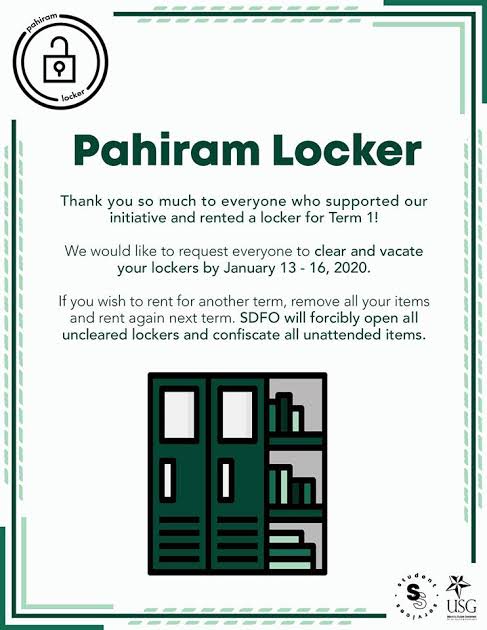 pahiram
locker
Pahiram Locker
Thank you so much to everyone who supported our
initiative and rented a locker for Term 1!
We would like to request everyone to clear and vacate
your lockers by January 13 - 16, 2020.
If you wish to rent for another term, remove all your items
and rent again next term. SDFO will forcibly open all
uncleared lockers and confiscate all unattended items.
student
SS
services
USG